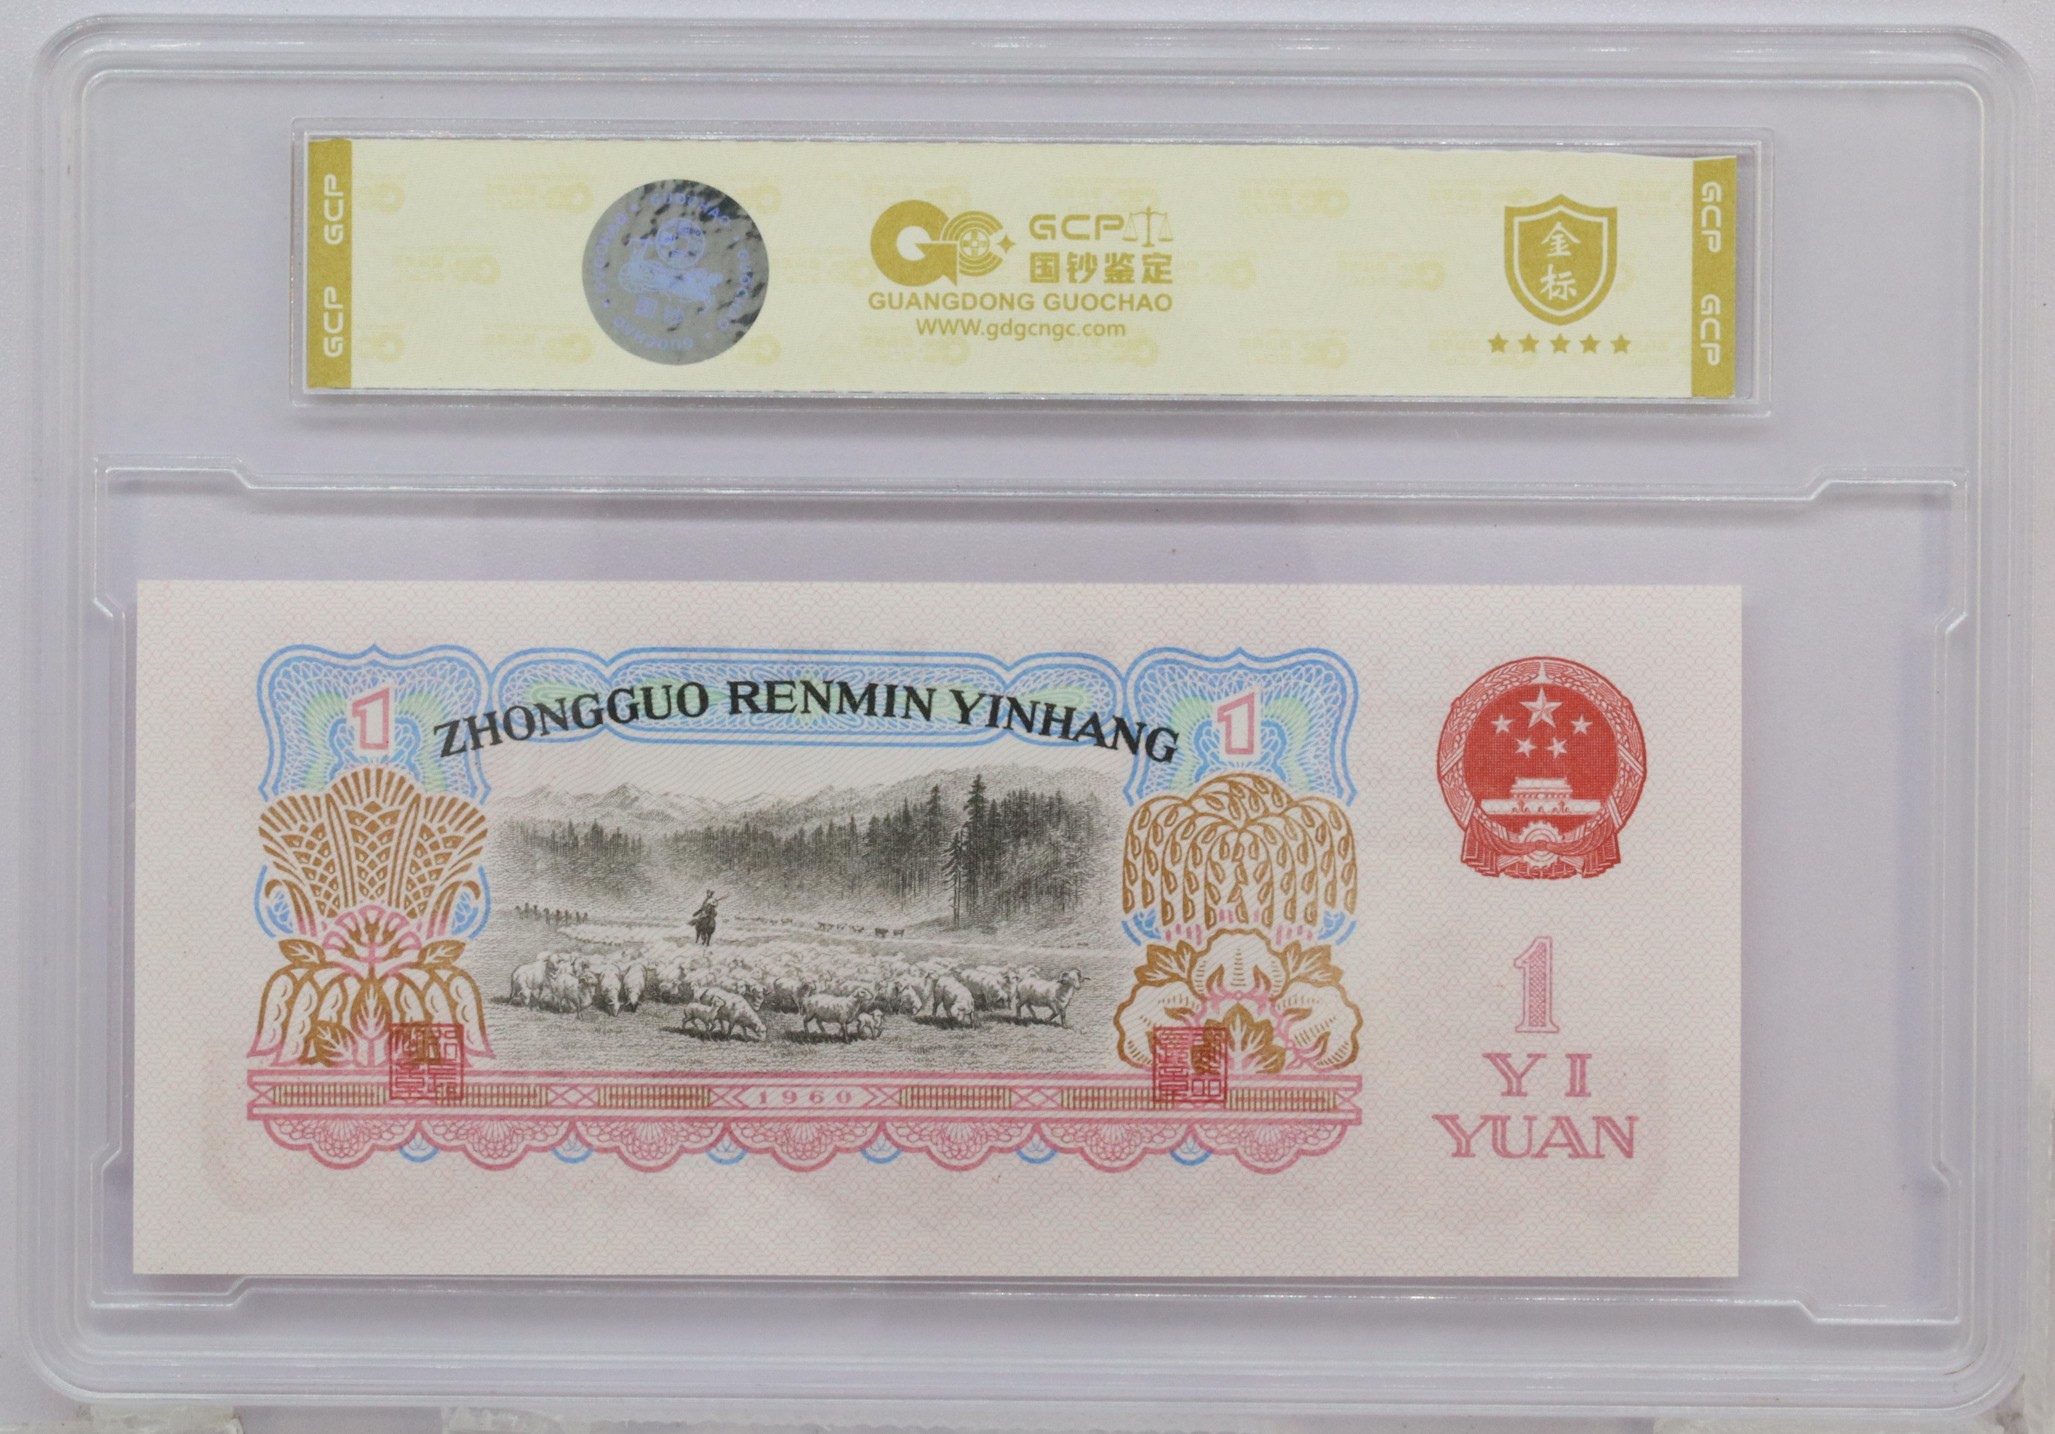 GCP GCP
GCP
国钞鉴定
GUANGDONG GUOCHAO
WWW.gdgcngc.com
金标
GCP GCP
1
ZHONGGUO RENMIN YINHANG
1
1960
1
YI
YUAN